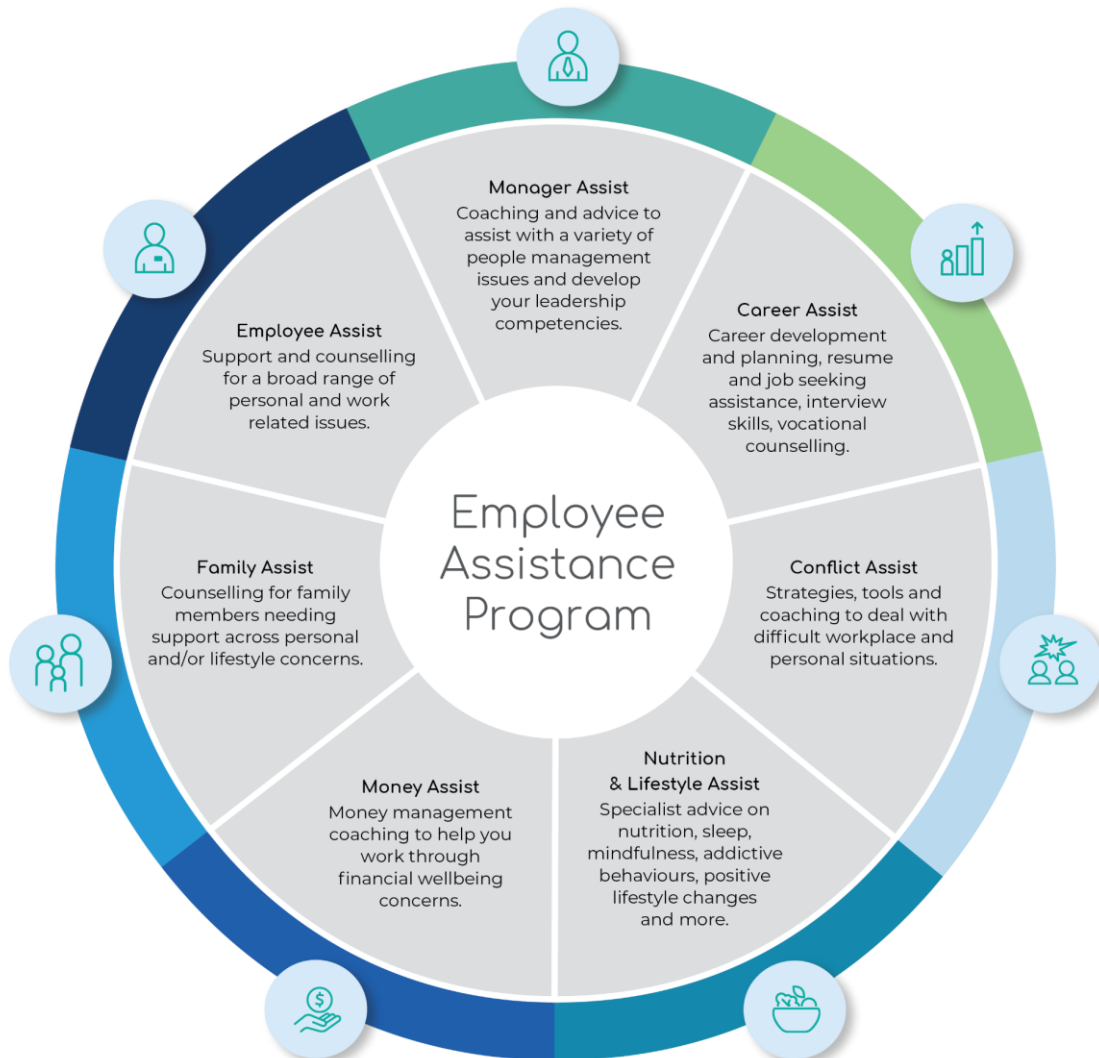 Manager Assist
Coaching and advice to
assist with a variety of
people management
issues and develop
your leadership
competencies.
Career Assist
Career development
and planning, resume
and job seeking
assistance, interview
skills, vocational
counselling.
Conflict Assist
Strategies, tools and
coaching to deal with
difficult workplace and
personal situations.
Nutrition
& Lifestyle Assist
Specialist advice on
nutrition, sleep,
mindfulness, addictive
behaviours, positive
lifestyle changes
and more.
Money Assist
Money management
coaching to help you
work through
financial wellbeing
concerns.
Family Assist
Counselling for family
members needing
support across personal
and/or lifestyle concerns.
Employee Assist
Support and counselling
for a broad range of
personal and work
related issues.
Employee
Assistance
Program
$